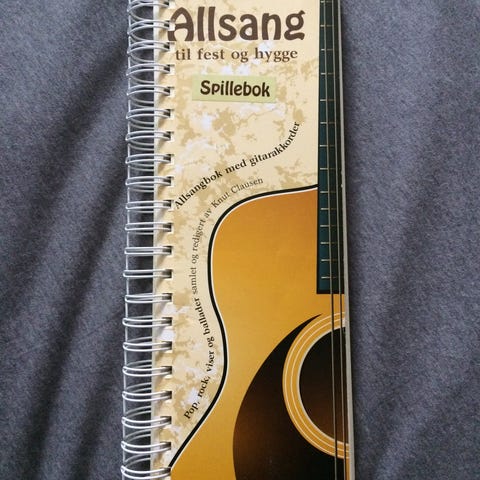 Allsang
til fest og hygge
Spillebok
Allsangbok med gitarakkorder
Pop, rock, viser og ballader samlet og redigert av Knut Clausen